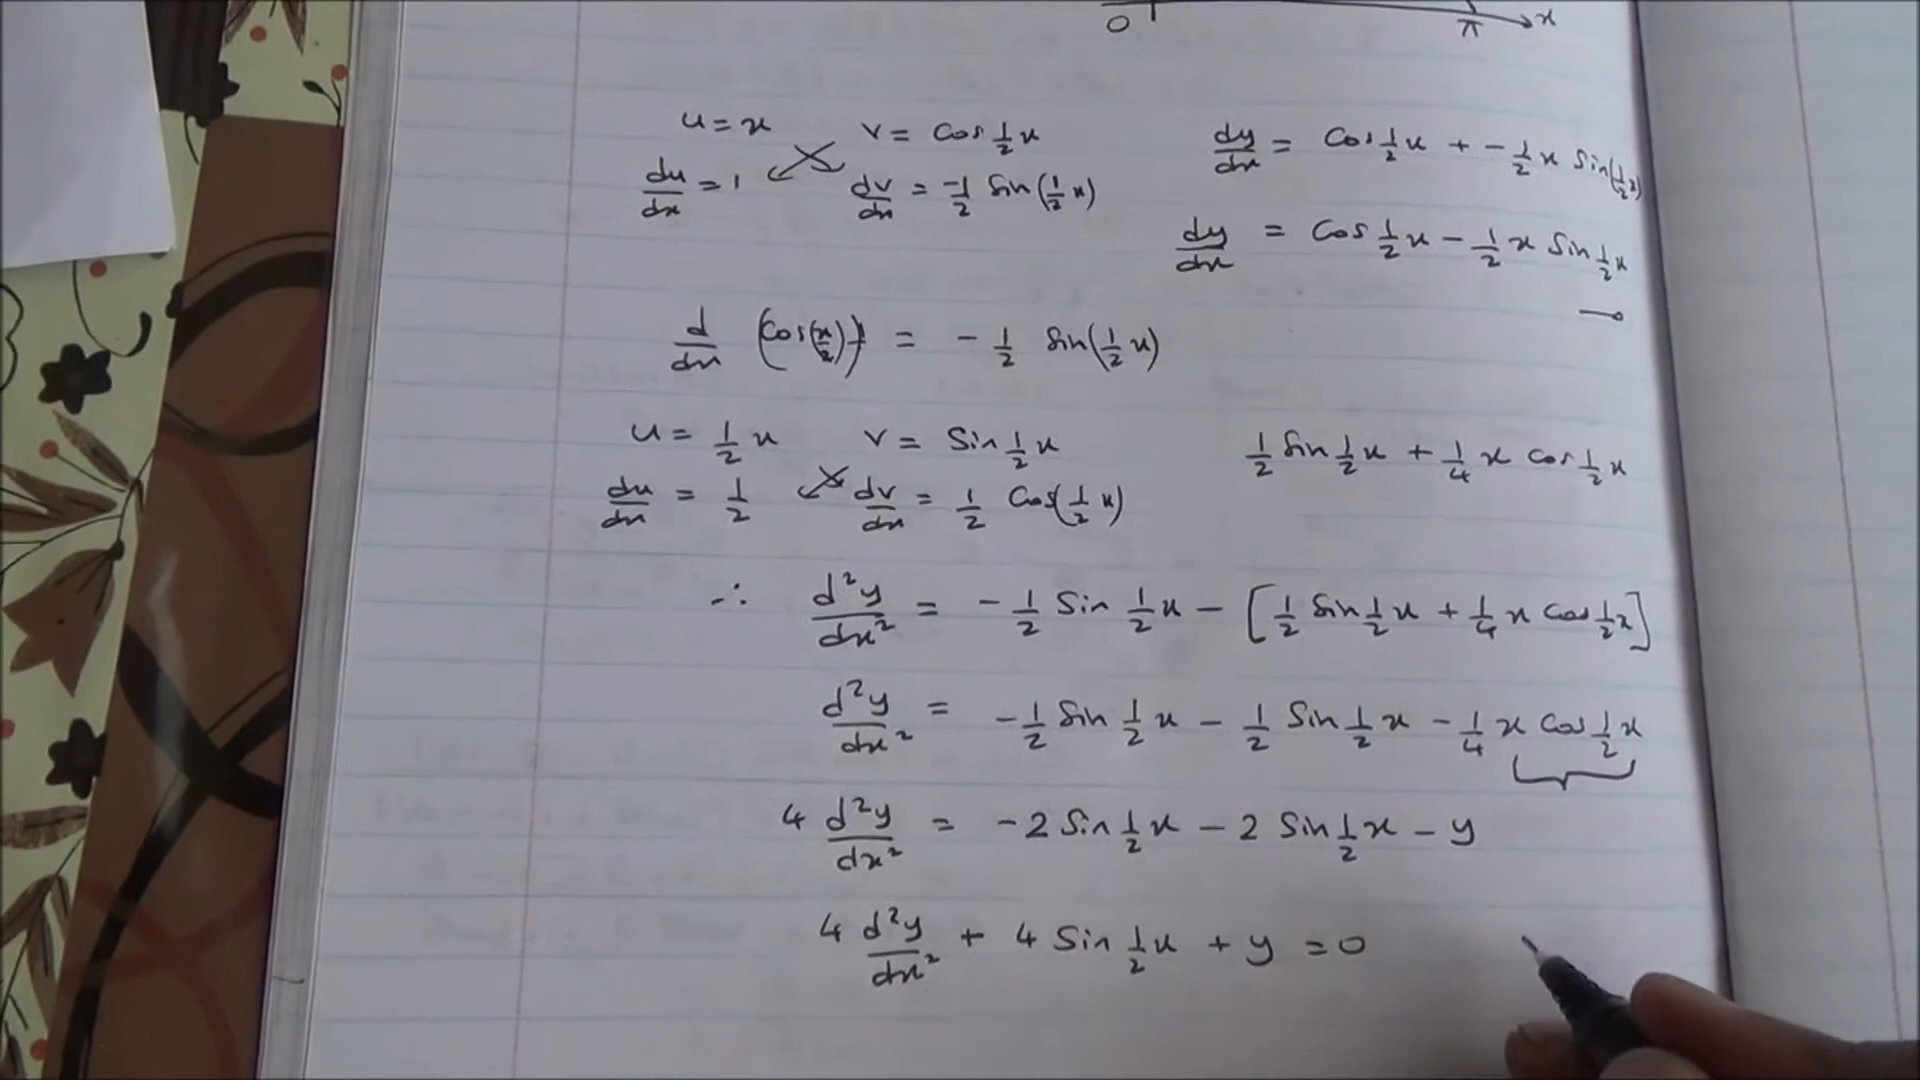 0 π x
u = x v = Cos ½x dy/dx = Cos ½x + -½x Sin(½x)
du/dx = 1 dv/dx = -½ Sin(½x)
dy/dx = Cos ½x - ½x Sin ½x
d/dx (Cos(x/2)) = -½ Sin(½x)
u = ½x v = Sin ½x ½ Sin ½x + ¼x Cos ½x
du/dx = ½ dv/dx = ½ Cos(½x)
∴ d²y/dx² = -½ Sin ½x - [½ Sin ½x + ¼x Cos ½x]
d²y/dx² = -½ Sin ½x - ½ Sin ½x - ¼x Cos ½x
4 d²y/dx² = -2 Sin ½x - 2 Sin ½x - y
4 d²y/dx² + 4 Sin ½x + y = 0